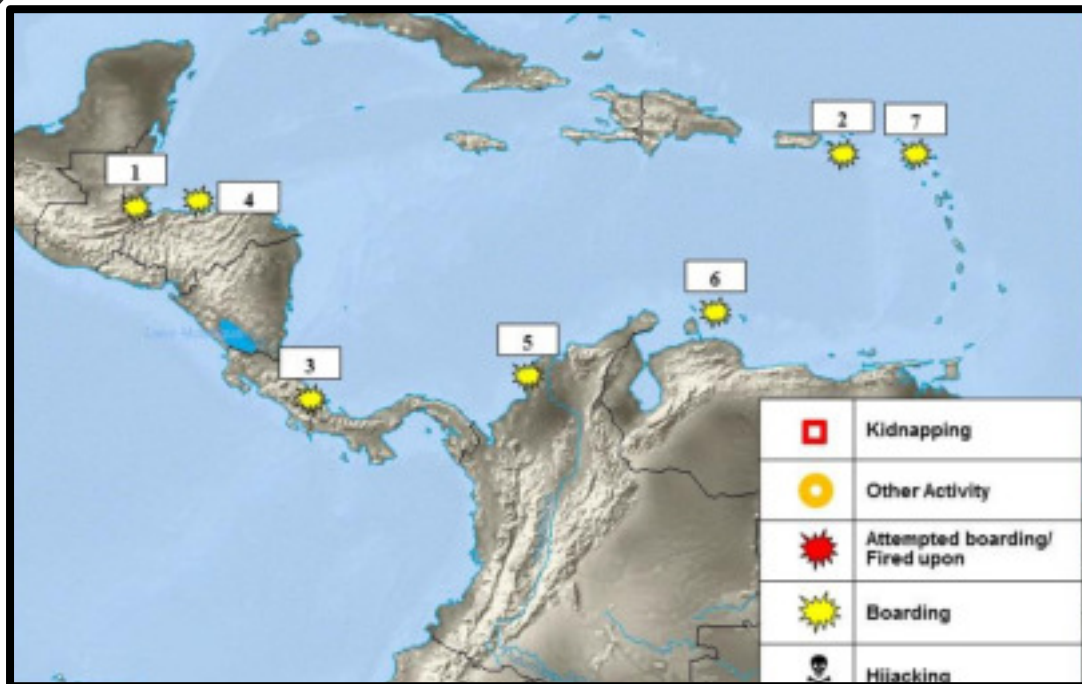 2
7
1
4
6
5
3
Kidnapping
Other Activity
Attempted boarding/
Fired upon
Boarding
Hijacking